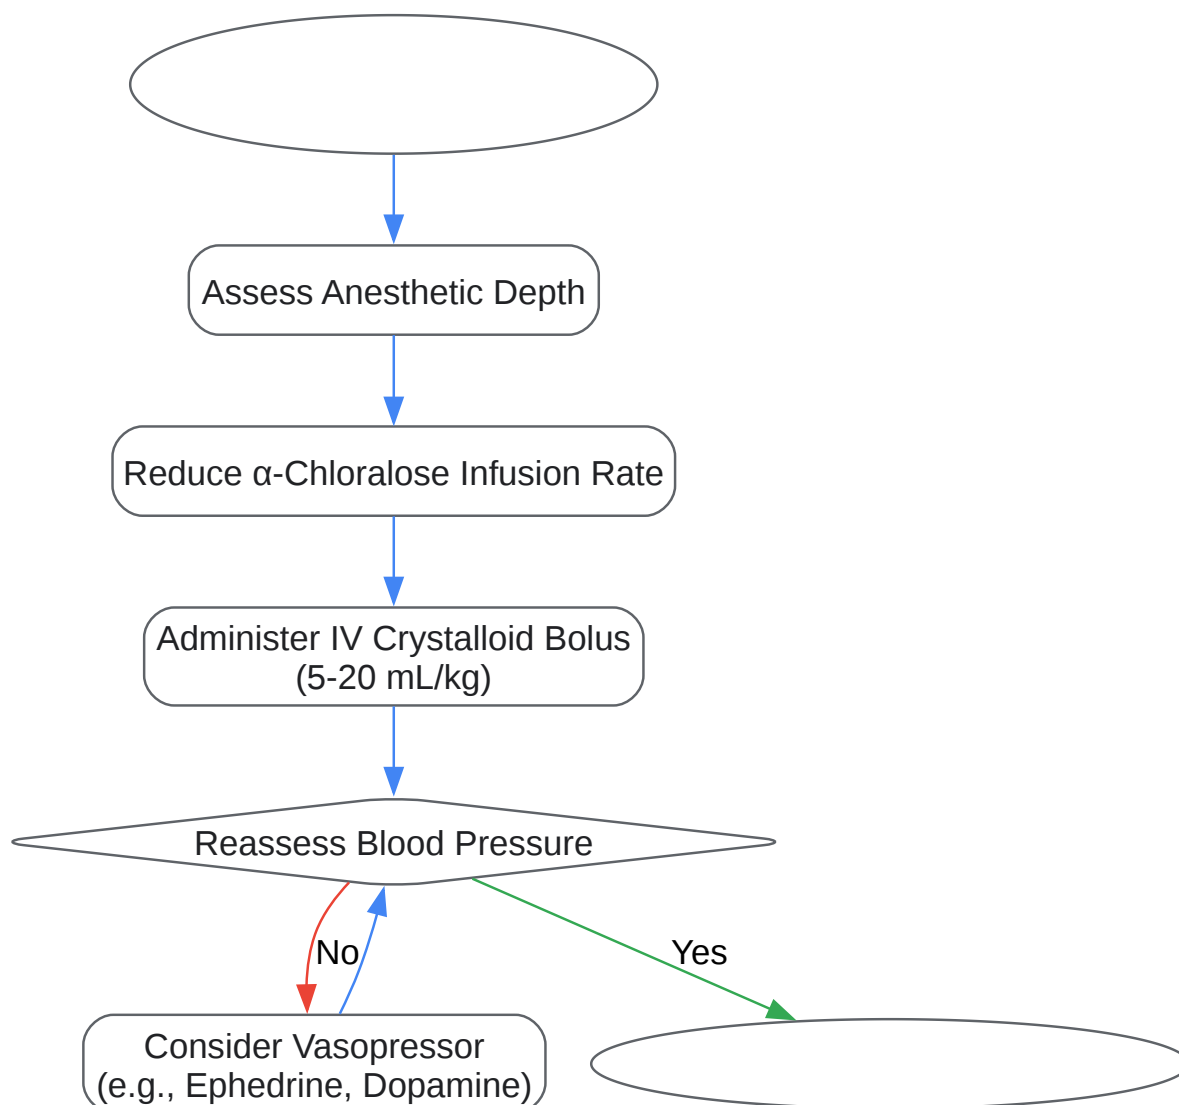 Assess Anesthetic Depth
Reduce α-Chloralose Infusion Rate
Administer IV Crystalloid Bolus
(5-20 mL/kg)
Reassess Blood Pressure
No
Yes
Consider Vasopressor
(e.g., Ephedrine, Dopamine)